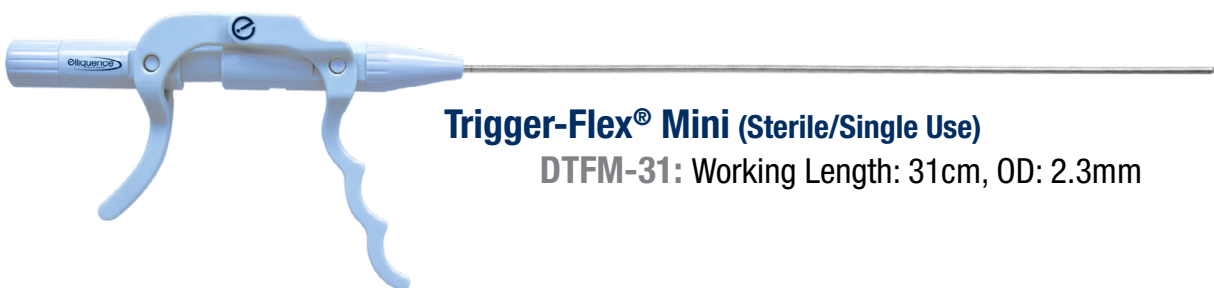 elliquence
Trigger-Flex® Mini (Sterile/Single Use)
DTFM-31: Working Length: 31cm, OD: 2.3mm